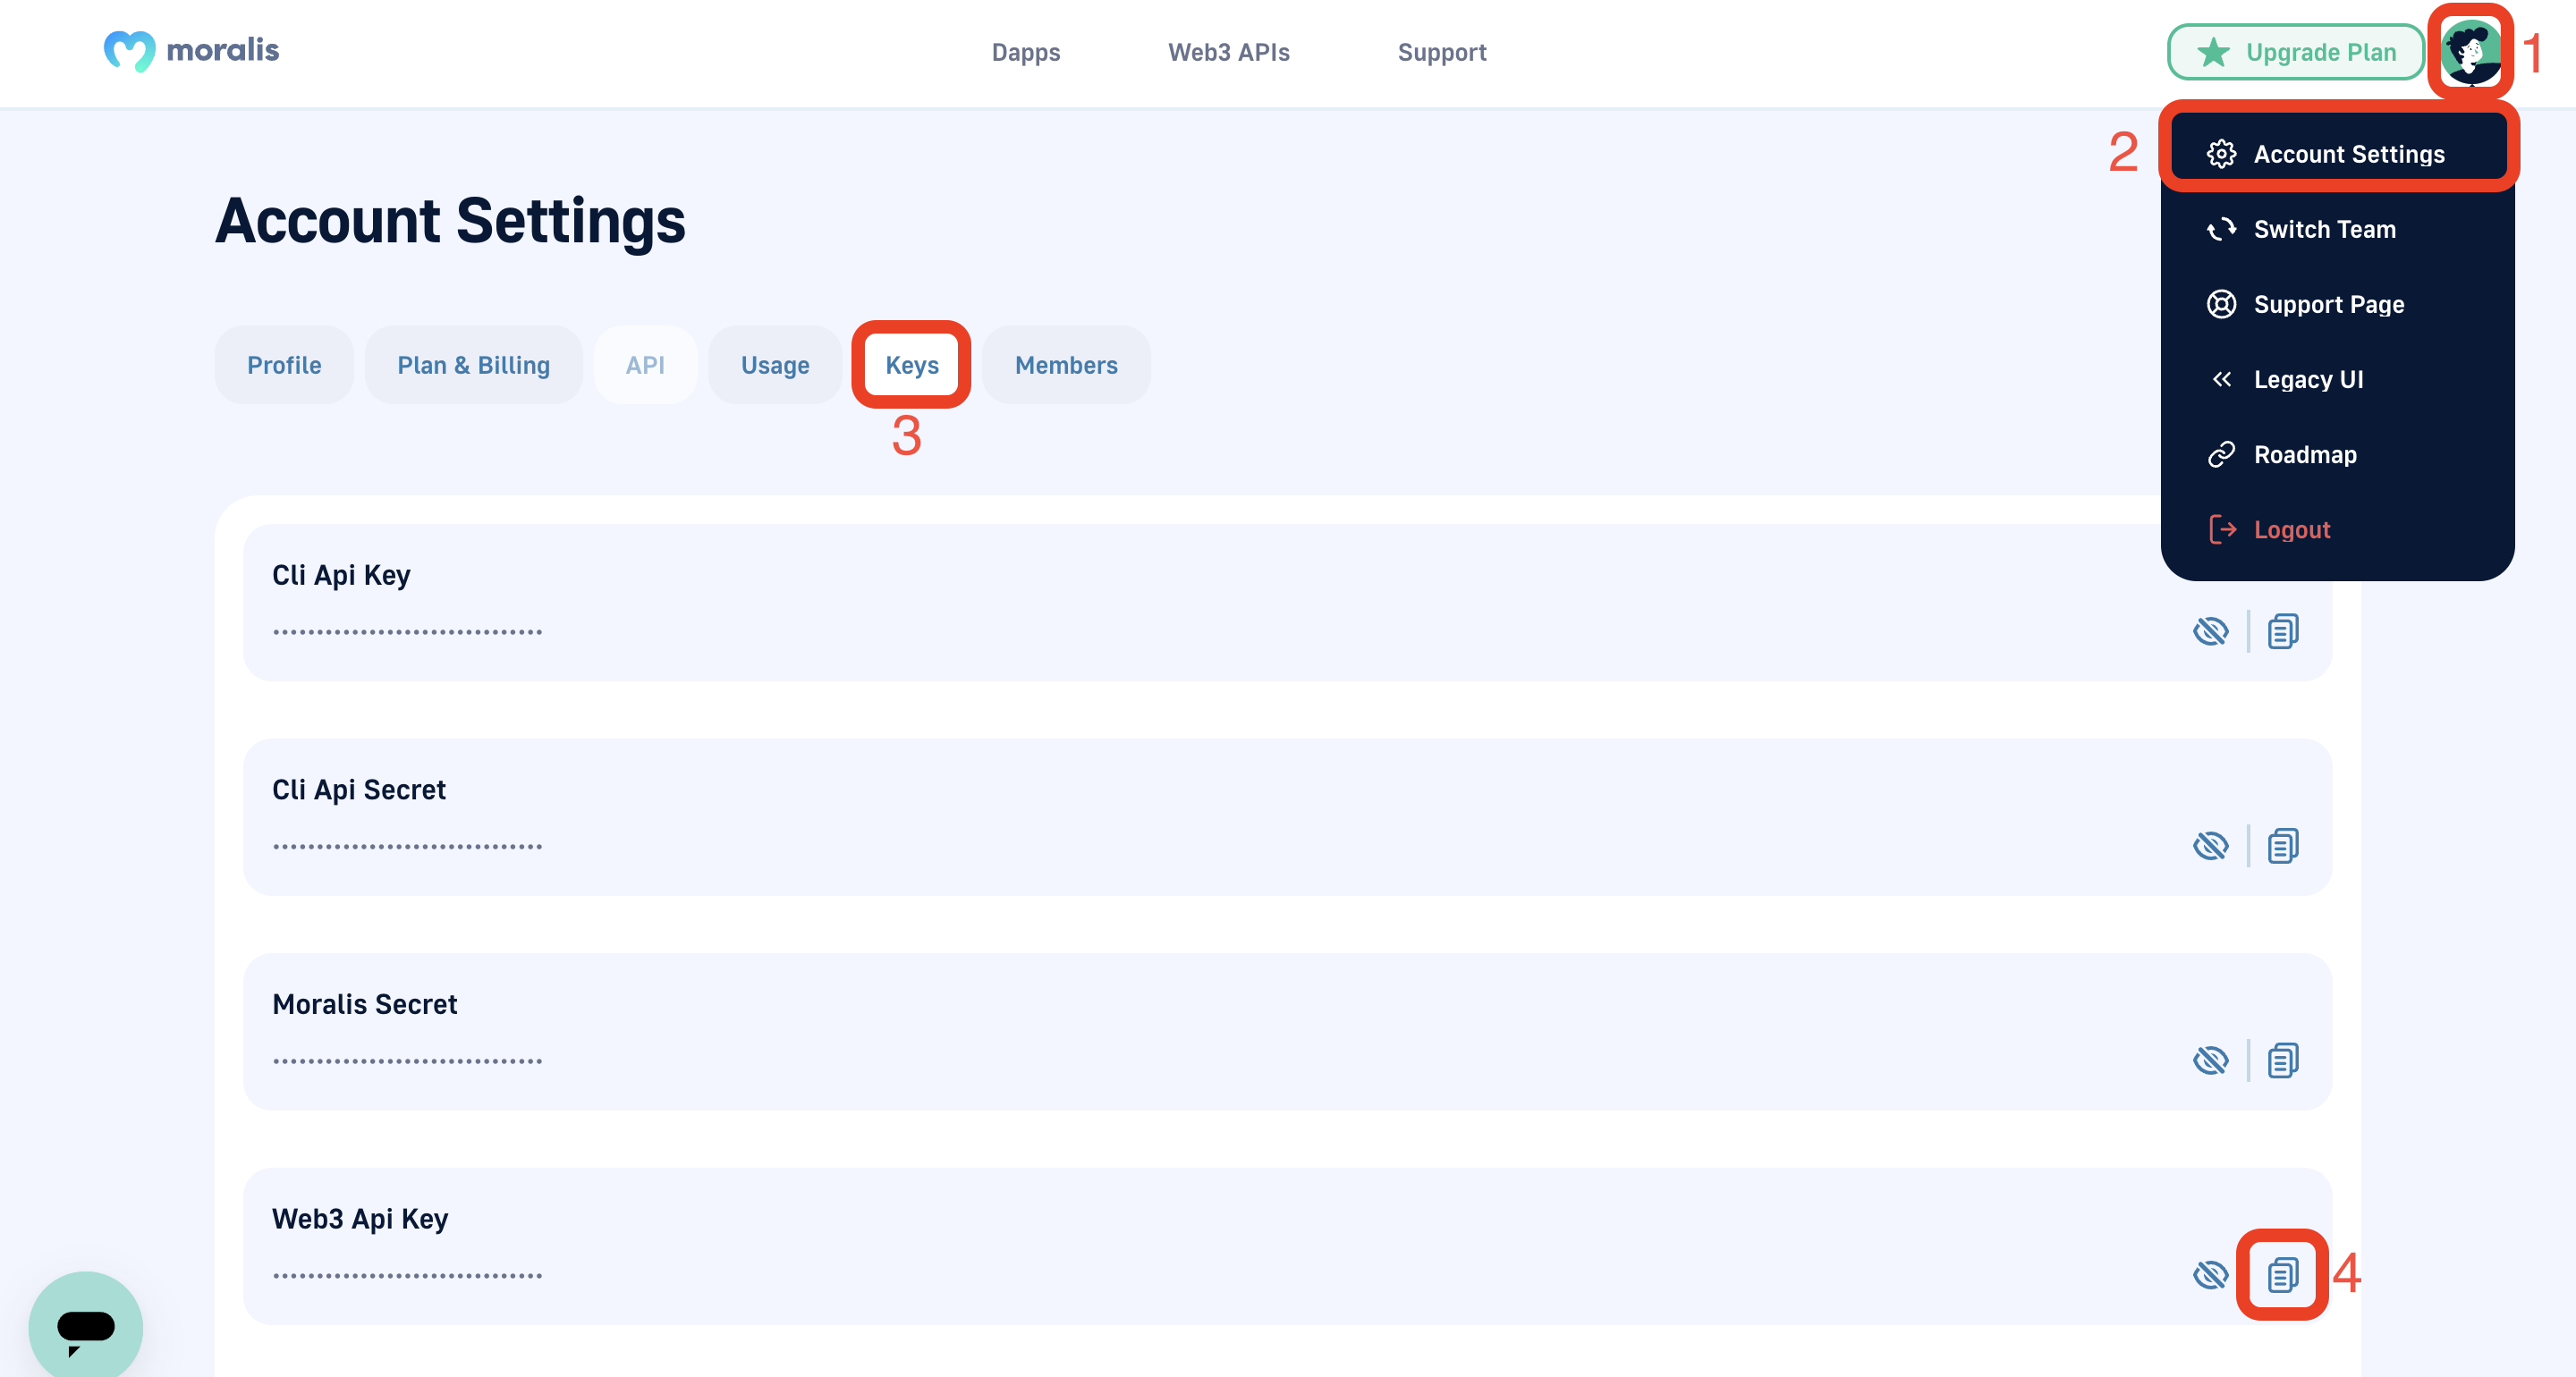 moralis
Dapps
Web3 APIs
Support
Upgrade Plan
1
2
Account Settings
Switch Team
Support Page
Legacy UI
Roadmap
Logout
Account Settings
Profile
Plan & Billing
API
Usage
Keys
Members
3
Cli Api Key
Cli Api Secret
Moralis Secret
Web3 Api Key
4